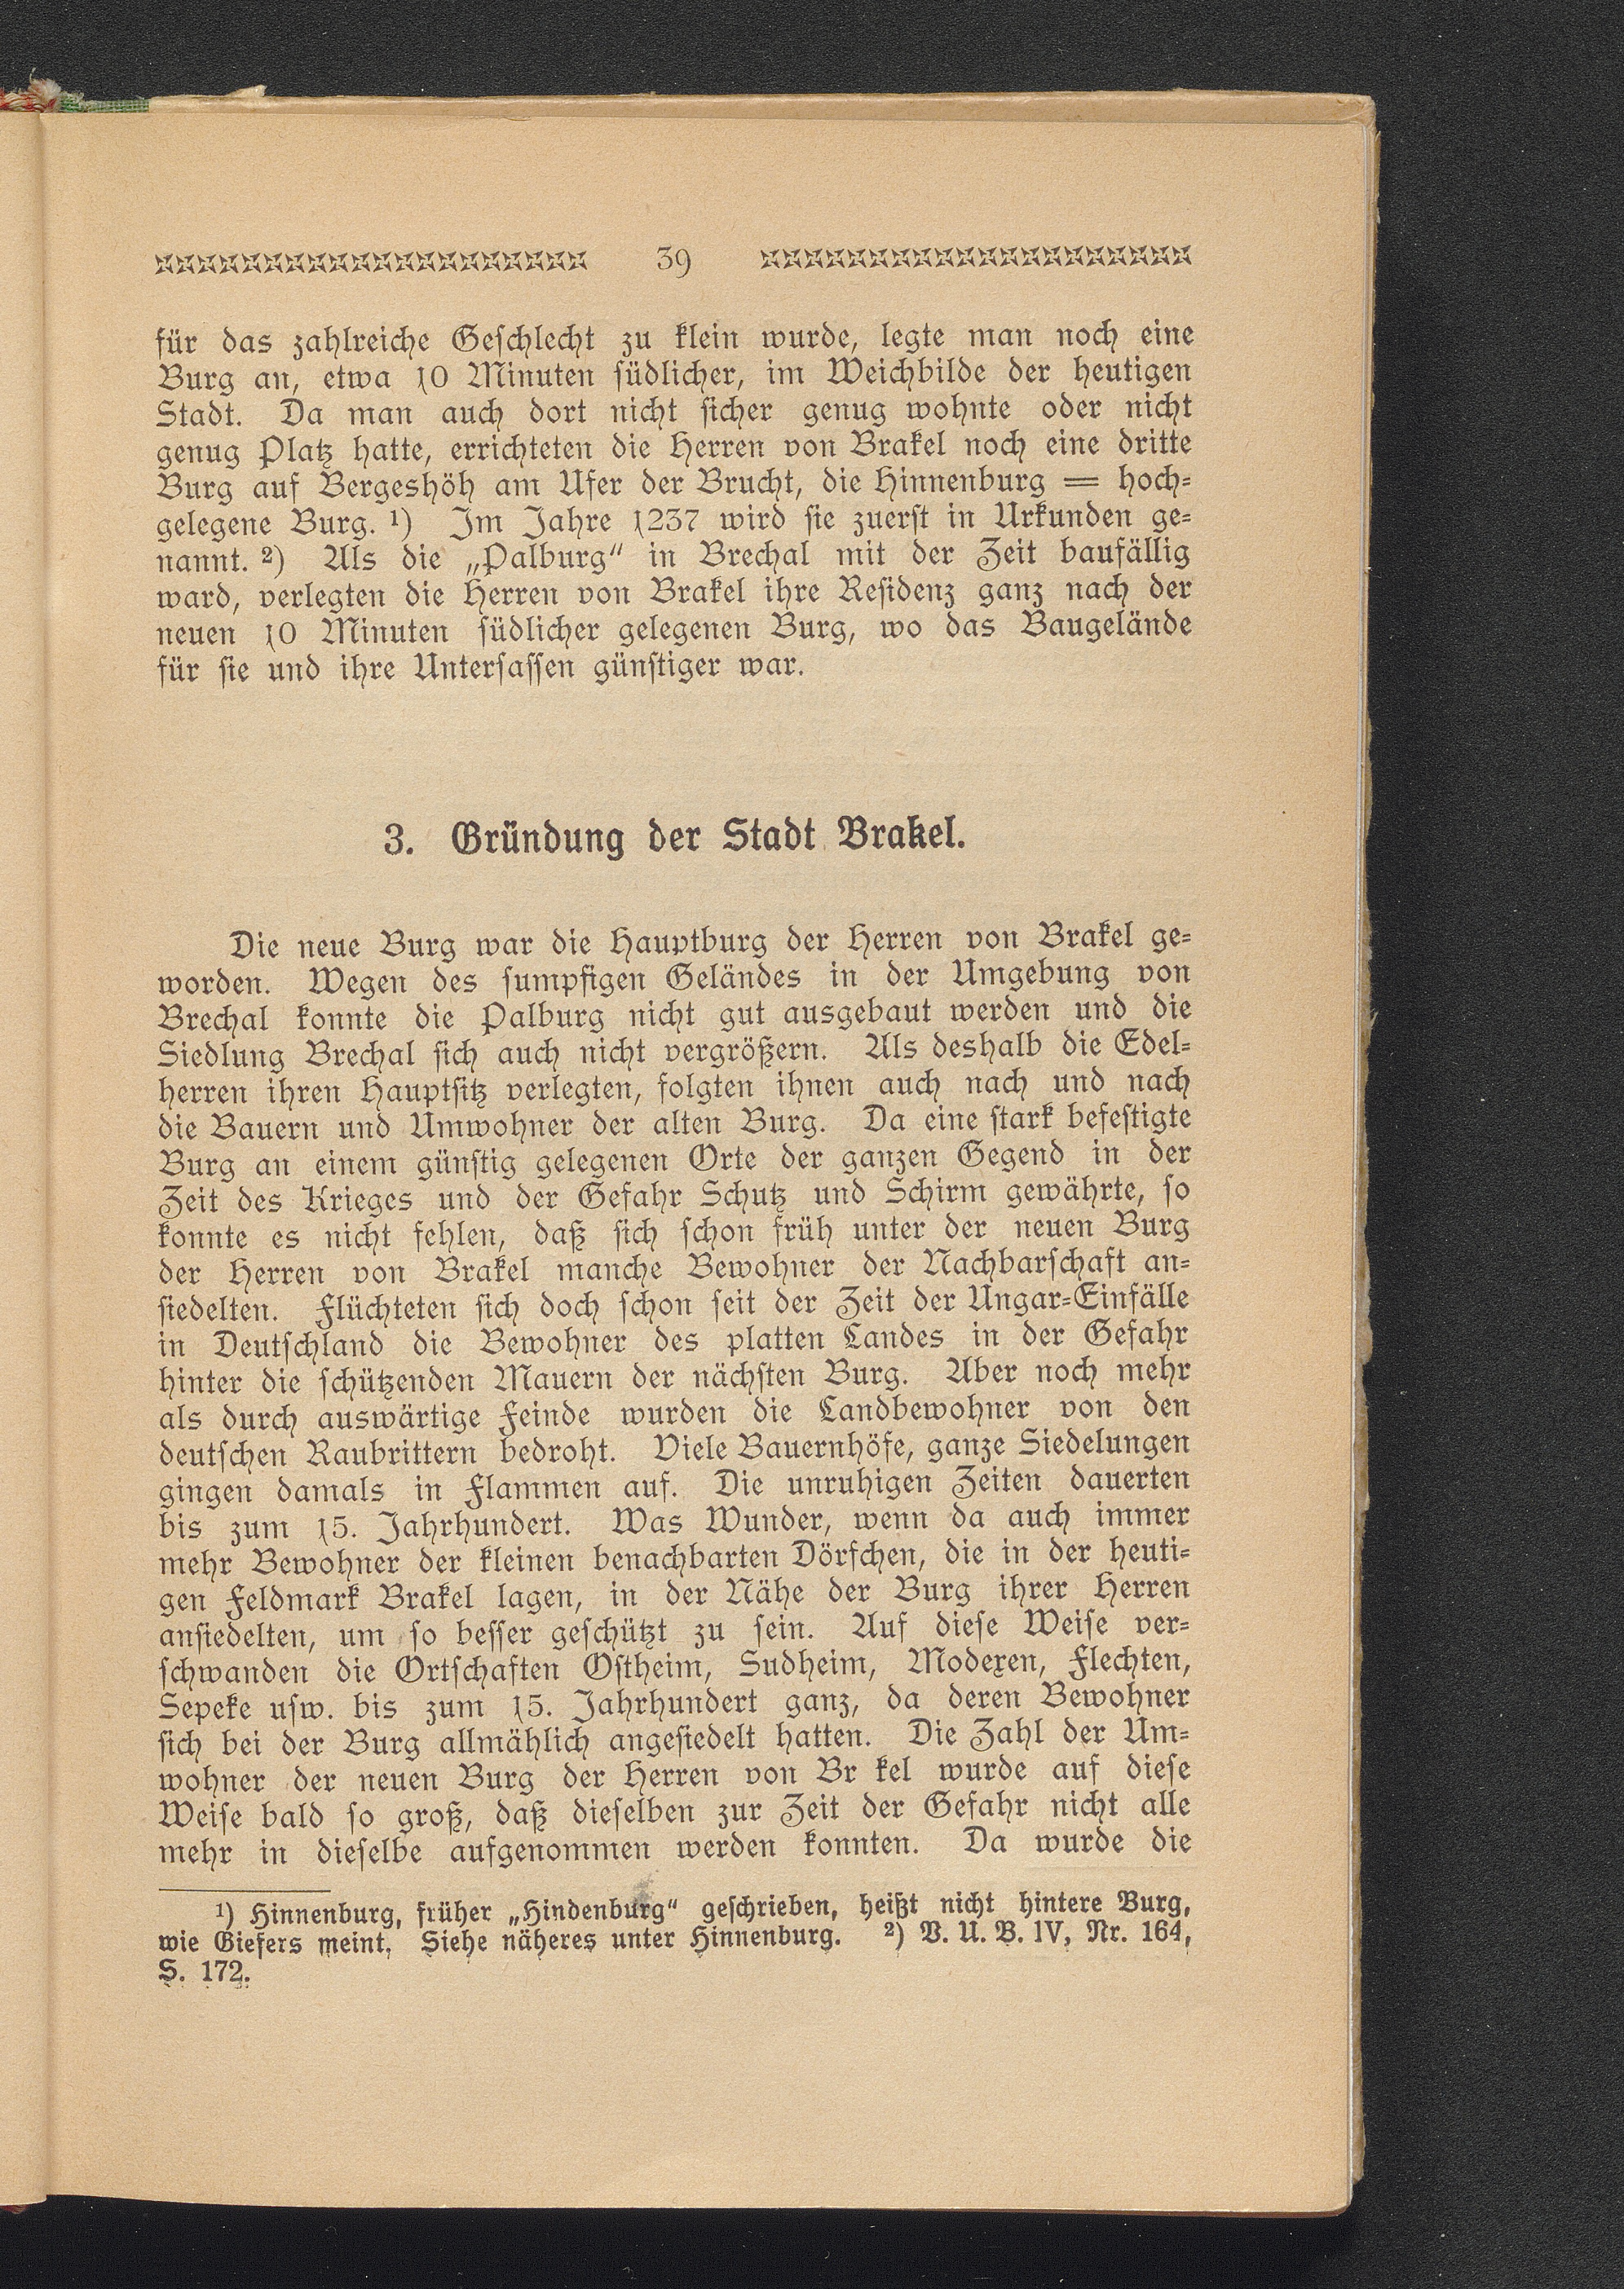 39
für das zahlreiche Geschlecht zu klein wurde, legte man noch eine
Burg an, etwa 10 Minuten südlicher, im Weichbilde der heutigen
Stadt. Da man auch dort nicht sicher genug wohnte oder nicht
genug Platz hatte, errichteten die Herren von Brakel noch eine dritte
Burg auf Bergeshöh am Ufer der Brucht, die Hinnenburg = hoch-
gelegene Burg. ¹) Im Jahre 1237 wird sie zuerst in Urkunden ge-
nannt. ²) Als die „Palburg“ in Brechal mit der Zeit baufällig
ward, verlegten die Herren von Brakel ihre Residenz ganz nach der
neuen 10 Minuten südlicher gelegenen Burg, wo das Baugelände
für sie und ihre Untersassen günstiger war.
3. Gründung der Stadt Brakel.
Die neue Burg war die Hauptburg der Herren von Brakel ge-
worden. Wegen des sumpfigen Geländes in der Umgebung von
Brechal konnte die Palburg nicht gut ausgebaut werden und die
Siedlung Brechal sich auch nicht vergrößern. Als deshalb die Edel-
herren ihren Hauptsitz verlegten, folgten ihnen auch nach und nach
die Bauern und Umwohner der alten Burg. Da eine stark befestigte
Burg an einem günstig gelegenen Orte der ganzen Gegend in der
Zeit des Krieges und der Gefahr Schutz und Schirm gewährte, so
konnte es nicht fehlen, daß sich schon früh unter der neuen Burg
der Herren von Brakel manche Bewohner der Nachbarschaft an-
siedelten. Flüchteten sich doch schon seit der Zeit der Ungar-Einfälle
in Deutschland die Bewohner des platten Landes in der Gefahr
hinter die schützenden Mauern der nächsten Burg. Aber noch mehr
als durch auswärtige Feinde wurden die Landbewohner von den
deutschen Raubrittern bedroht. Viele Bauernhöfe, ganze Siedelungen
gingen damals in Flammen auf. Die unruhigen Zeiten dauerten
bis zum 15. Jahrhundert. Was Wunder, wenn da auch immer
mehr Bewohner der kleinen benachbarten Dörfchen, die in der heuti-
gen Feldmark Brakel lagen, in der Nähe der Burg ihrer Herren
ansiedelten, um so besser geschützt zu sein. Auf diese Weise ver-
schwanden die Ortschaften Ostheim, Sudheim, Modexen, Flechten,
Sepeke usw. bis zum 15. Jahrhundert ganz, da deren Bewohner
sich bei der Burg allmählich angesiedelt hatten. Die Zahl der Um-
wohner der neuen Burg der Herren von Br kel wurde auf diese
Weise bald so groß, daß dieselben zur Zeit der Gefahr nicht alle
mehr in dieselbe aufgenommen werden konnten. Da wurde die
¹) Hinnenburg, früher „Hindenburg“ geschrieben, heißt nicht hintere Burg,
wie Giefers meint. Siehe näheres unter Hinnenburg. ²) V. U. B. IV, Nr. 164,
S. 172.